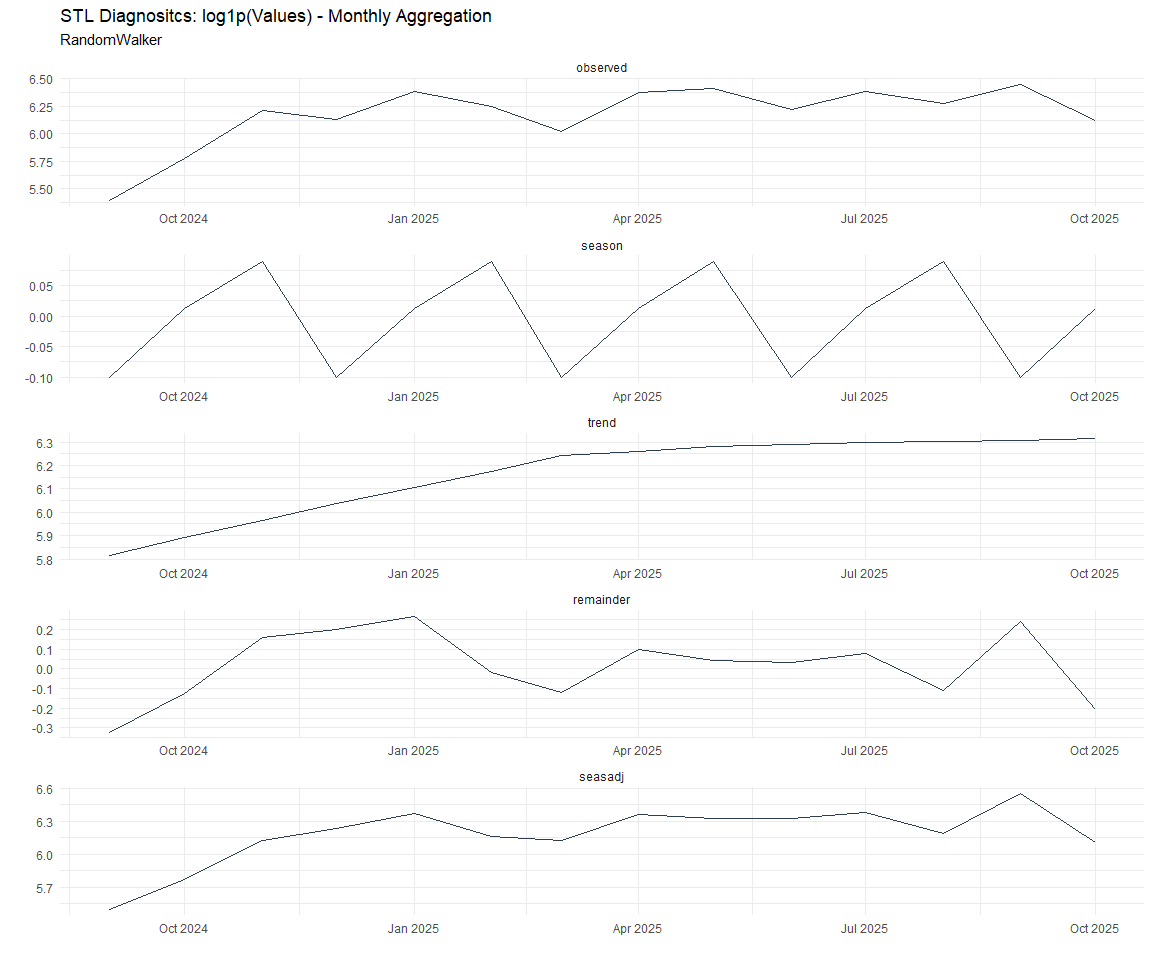 STL Diagnositcs: log1p(Values) - Monthly Aggregation
RandomWalker
observed
6.50
6.25
6.00
5.75
5.50
Oct 2024 Jan 2025 Apr 2025 Jul 2025 Oct 2025
season
0.05
0.00
-0.05
-0.10
Oct 2024 Jan 2025 Apr 2025 Jul 2025 Oct 2025
trend
6.3
6.2
6.1
6.0
5.9
5.8
Oct 2024 Jan 2025 Apr 2025 Jul 2025 Oct 2025
remainder
0.2
0.1
0.0
-0.1
-0.2
-0.3
Oct 2024 Jan 2025 Apr 2025 Jul 2025 Oct 2025
seasadj
6.6
6.3
6.0
5.7
Oct 2024 Jan 2025 Apr 2025 Jul 2025 Oct 2025